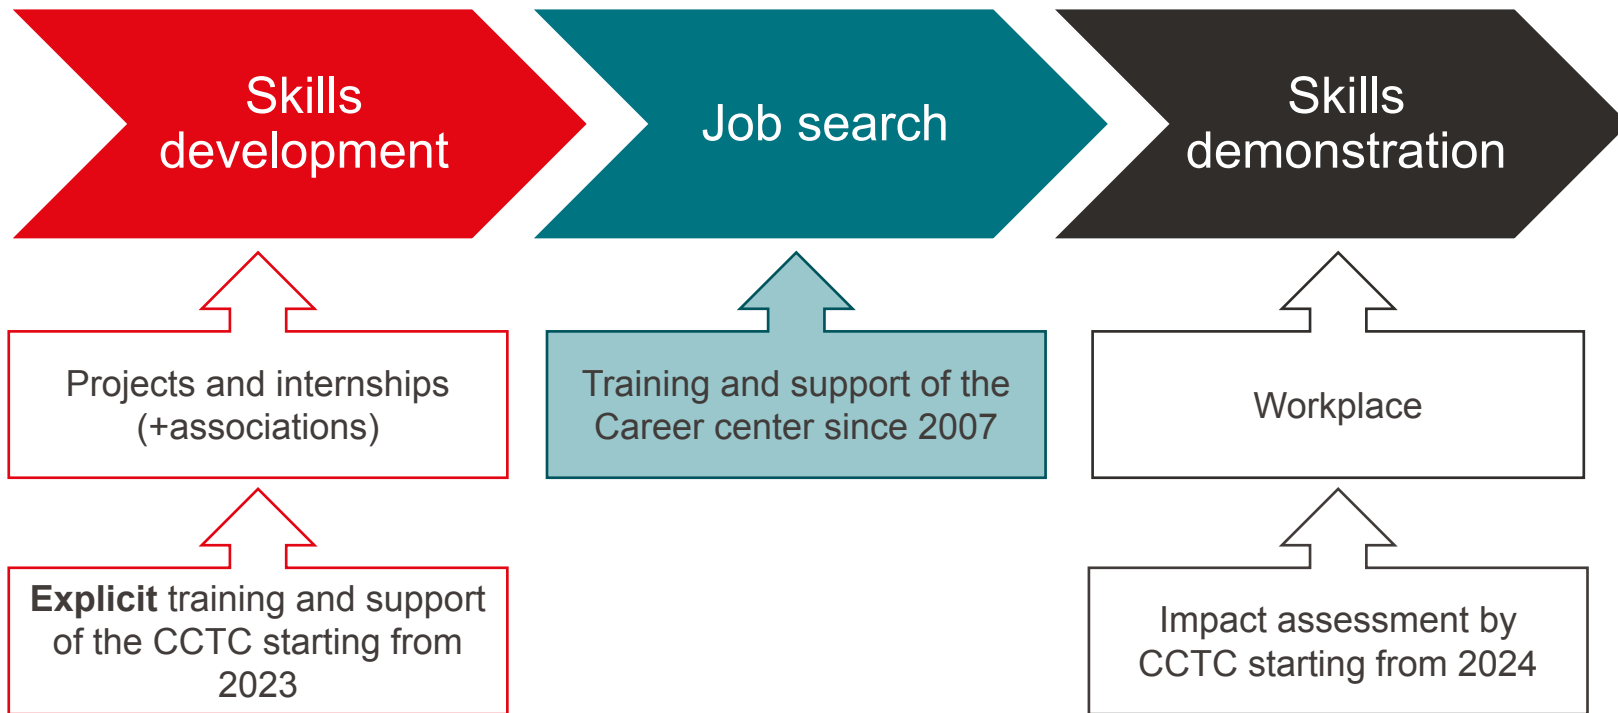 Skills
development
Job search
Skills
demonstration
Projects and internships
(+associations)
Training and support of the
Career center since 2007
Workplace
Explicit training and support
of the CCTC starting from
2023
Impact assessment by
CCTC starting from 2024